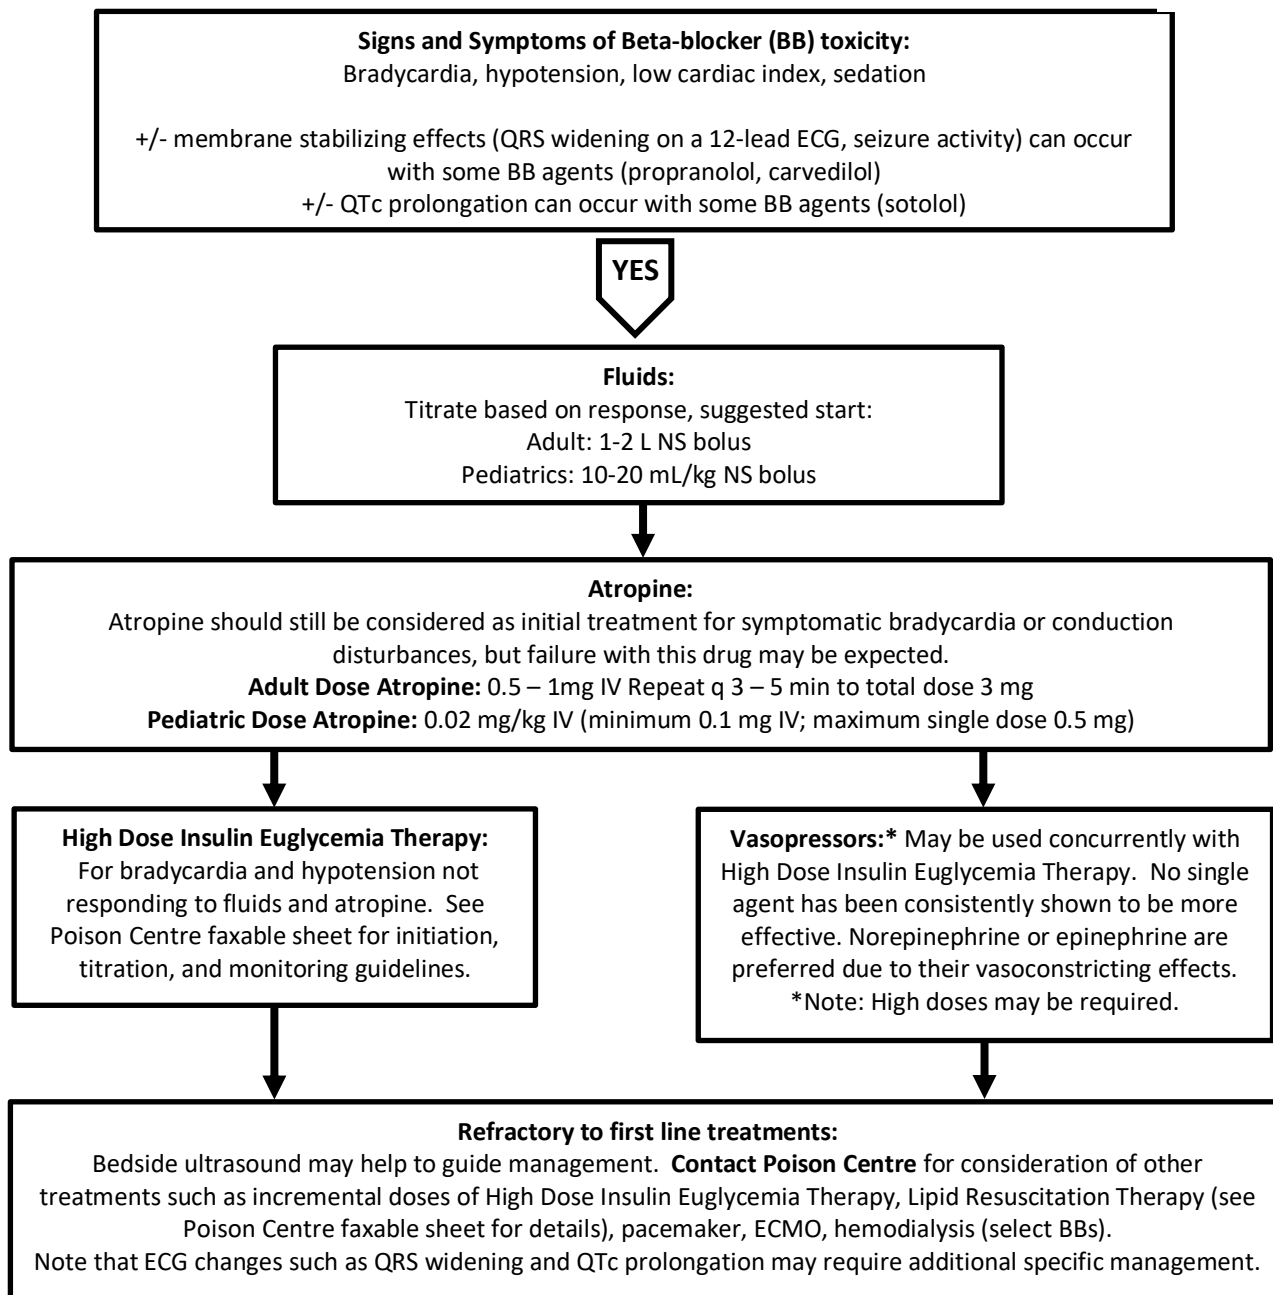 Signs and Symptoms of Beta-blocker (BB) toxicity:
Bradycardia, hypotension, low cardiac index, sedation
+/- membrane stabilizing effects (QRS widening on a 12-lead ECG, seizure activity) can occur
with some BB agents (propranolol, carvedilol)
+/- QTc prolongation can occur with some BB agents (sotolol)
YES
Fluids:
Titrate based on response, suggested start:
Adult: 1-2 L NS bolus
Pediatrics: 10-20 mL/kg NS bolus
Atropine:
Atropine should still be considered as initial treatment for symptomatic bradycardia or conduction
disturbances, but failure with this drug may be expected.
Adult Dose Atropine: 0.5 – 1mg IV Repeat q 3 – 5 min to total dose 3 mg
Pediatric Dose Atropine: 0.02 mg/kg IV (minimum 0.1 mg IV; maximum single dose 0.5 mg)
High Dose Insulin Euglycemia Therapy:
For bradycardia and hypotension not
responding to fluids and atropine.  See
Poison Centre faxable sheet for initiation,
titration, and monitoring guidelines.
Vasopressors:* May be used concurrently with
High Dose Insulin Euglycemia Therapy.  No single
agent has been consistently shown to be more
effective. Norepinephrine or epinephrine are
preferred due to their vasoconstricting effects.
*Note: High doses may be required.
Refractory to first line treatments:
Bedside ultrasound may help to guide management.  Contact Poison Centre for consideration of other
treatments such as incremental doses of High Dose Insulin Euglycemia Therapy, Lipid Resuscitation Therapy (see
Poison Centre faxable sheet for details), pacemaker, ECMO, hemodialysis (select BBs).
Note that ECG changes such as QRS widening and QTc prolongation may require additional specific management.